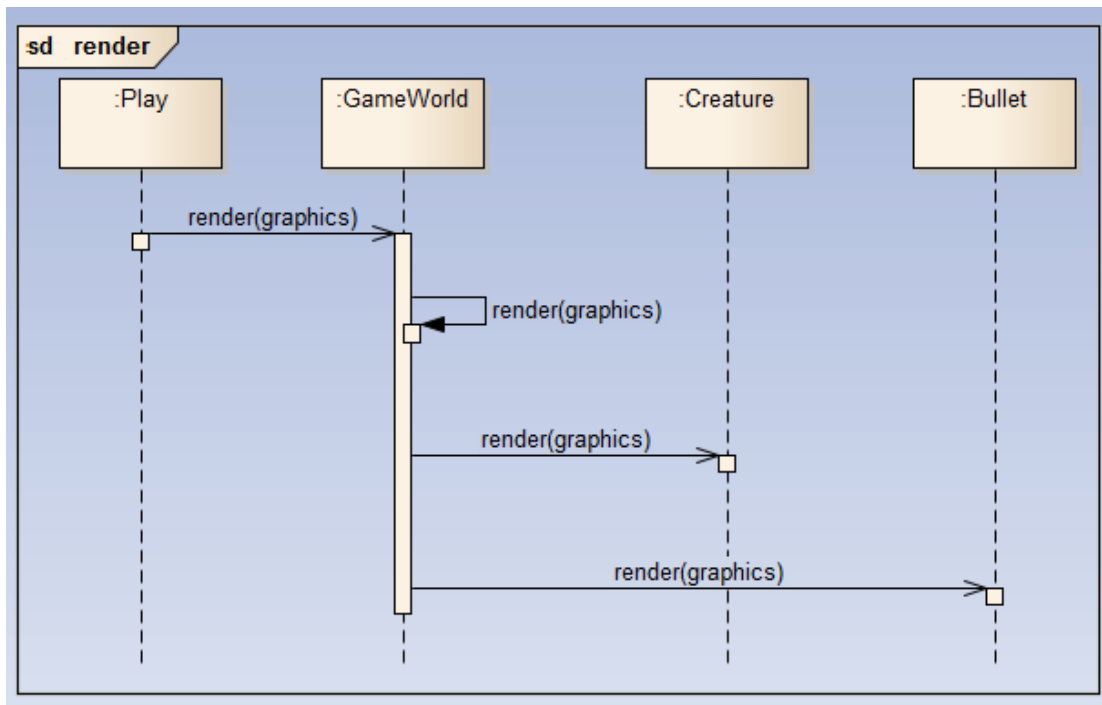 sd render
:Play
:GameWorld
:Creature
:Bullet
render(graphics)
render(graphics)
render(graphics)
render(graphics)